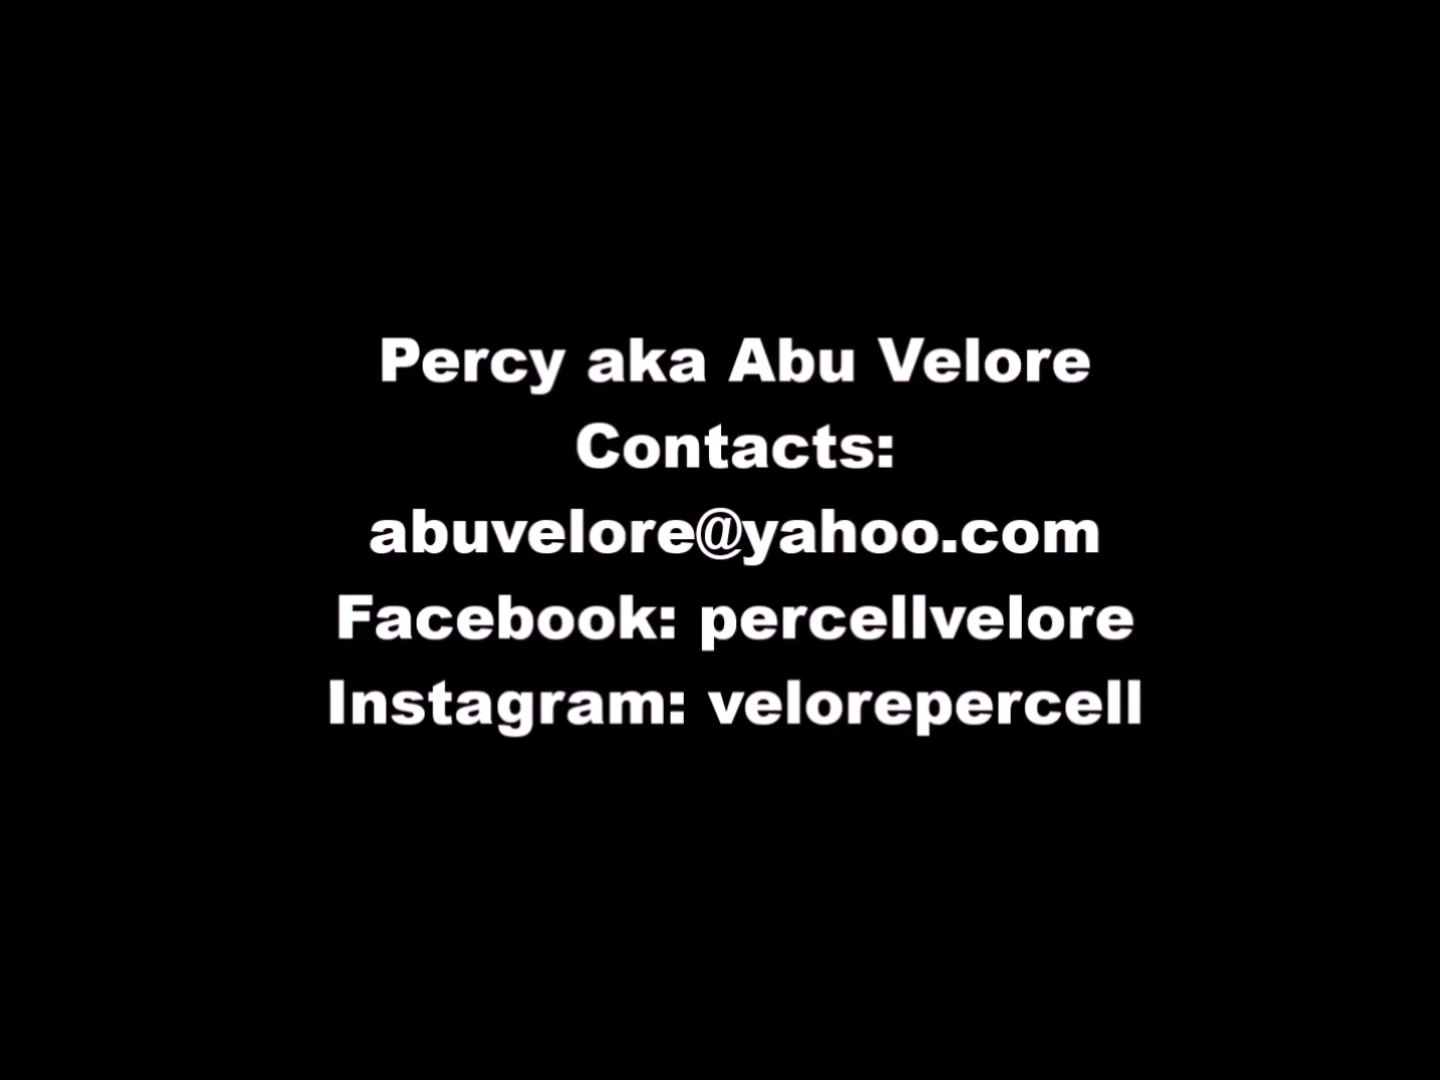 Percy aka Abu Velore
Contacts:
abuvelore@yahoo.com
Facebook: percellvelore
Instagram: velorepercell